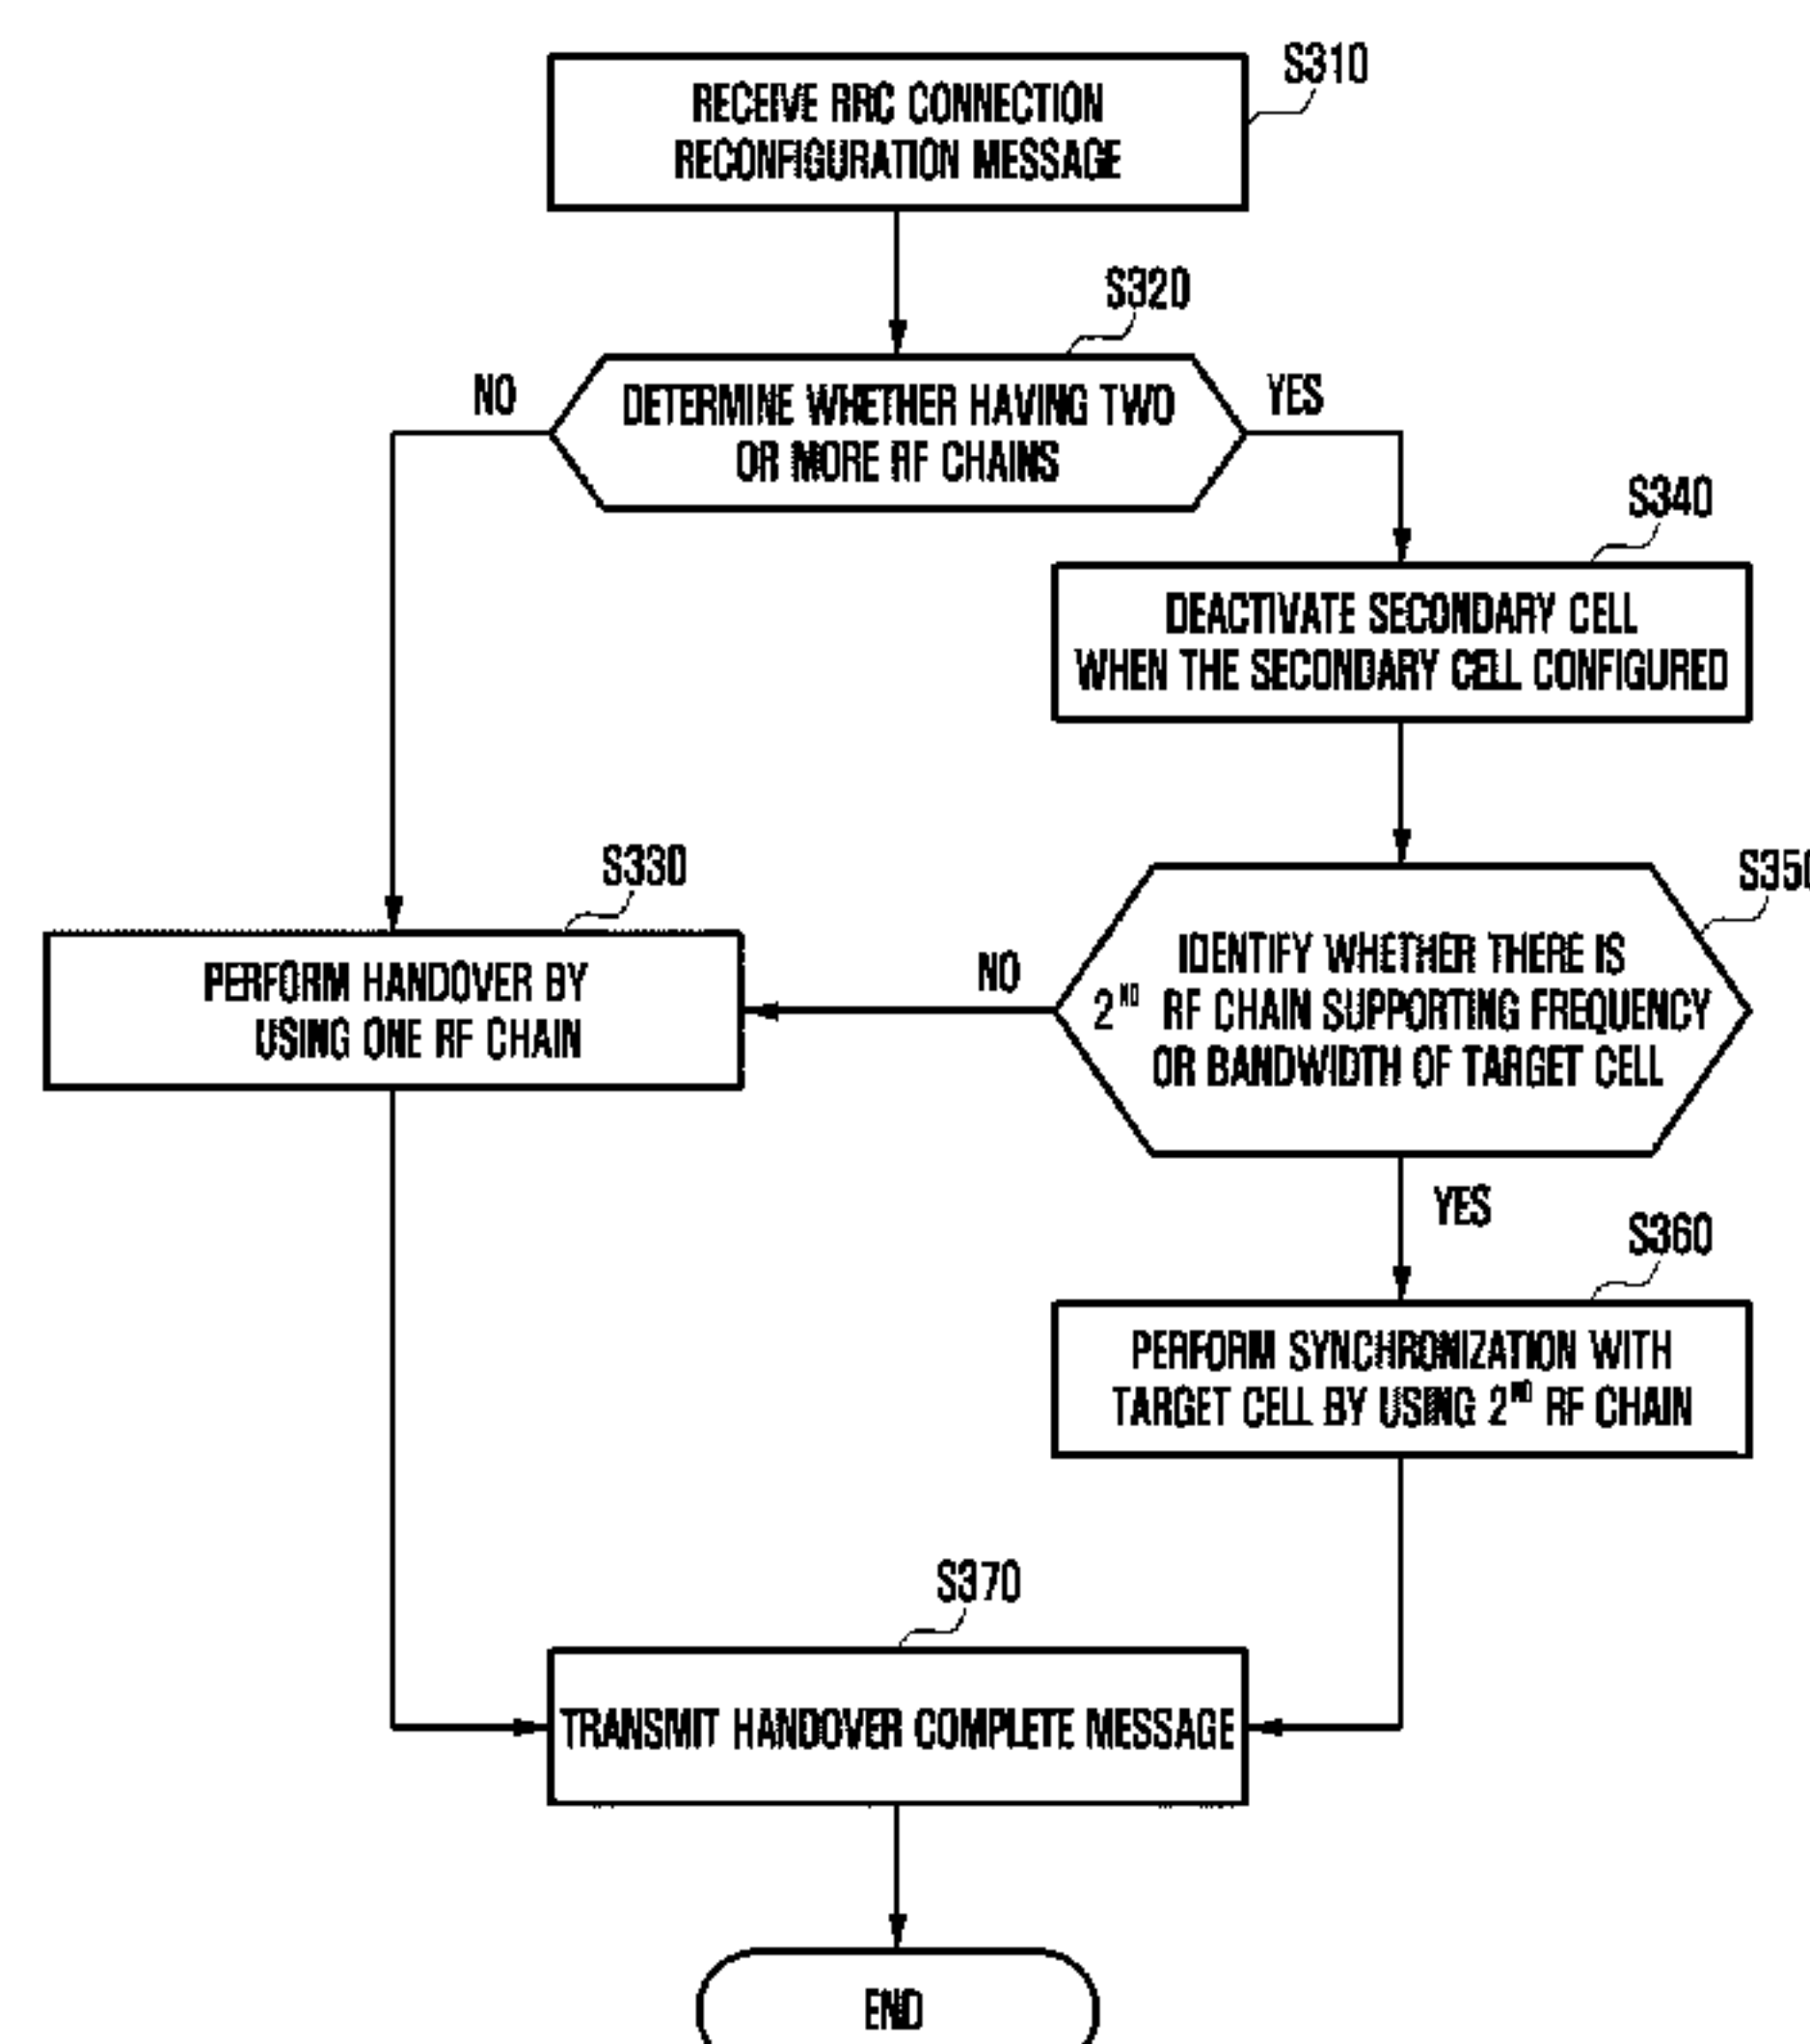 S310
RECEIVE RRC CONNECTION
RECONFIGURATION MESSAGE
S320
NO
DETERMINE WHETHER HAVING TWO
OR MORE RF CHAINS
YES
S340
DEACTIVATE SECONDARY CELL
WHEN THE SECONDARY CELL CONFIGURED
S330
PERFORM HANDOVER BY
USING ONE RF CHAIN
NO
S350
IDENTIFY WHETHER THERE IS
2ND RF CHAIN SUPPORTING FREQUENCY
OR BANDWIDTH OF TARGET CELL
YES
S360
PERFORM SYNCHRONIZATION WITH
TARGET CELL BY USING 2ND RF CHAIN
S370
TRANSMIT HANDOVER COMPLETE MESSAGE
END